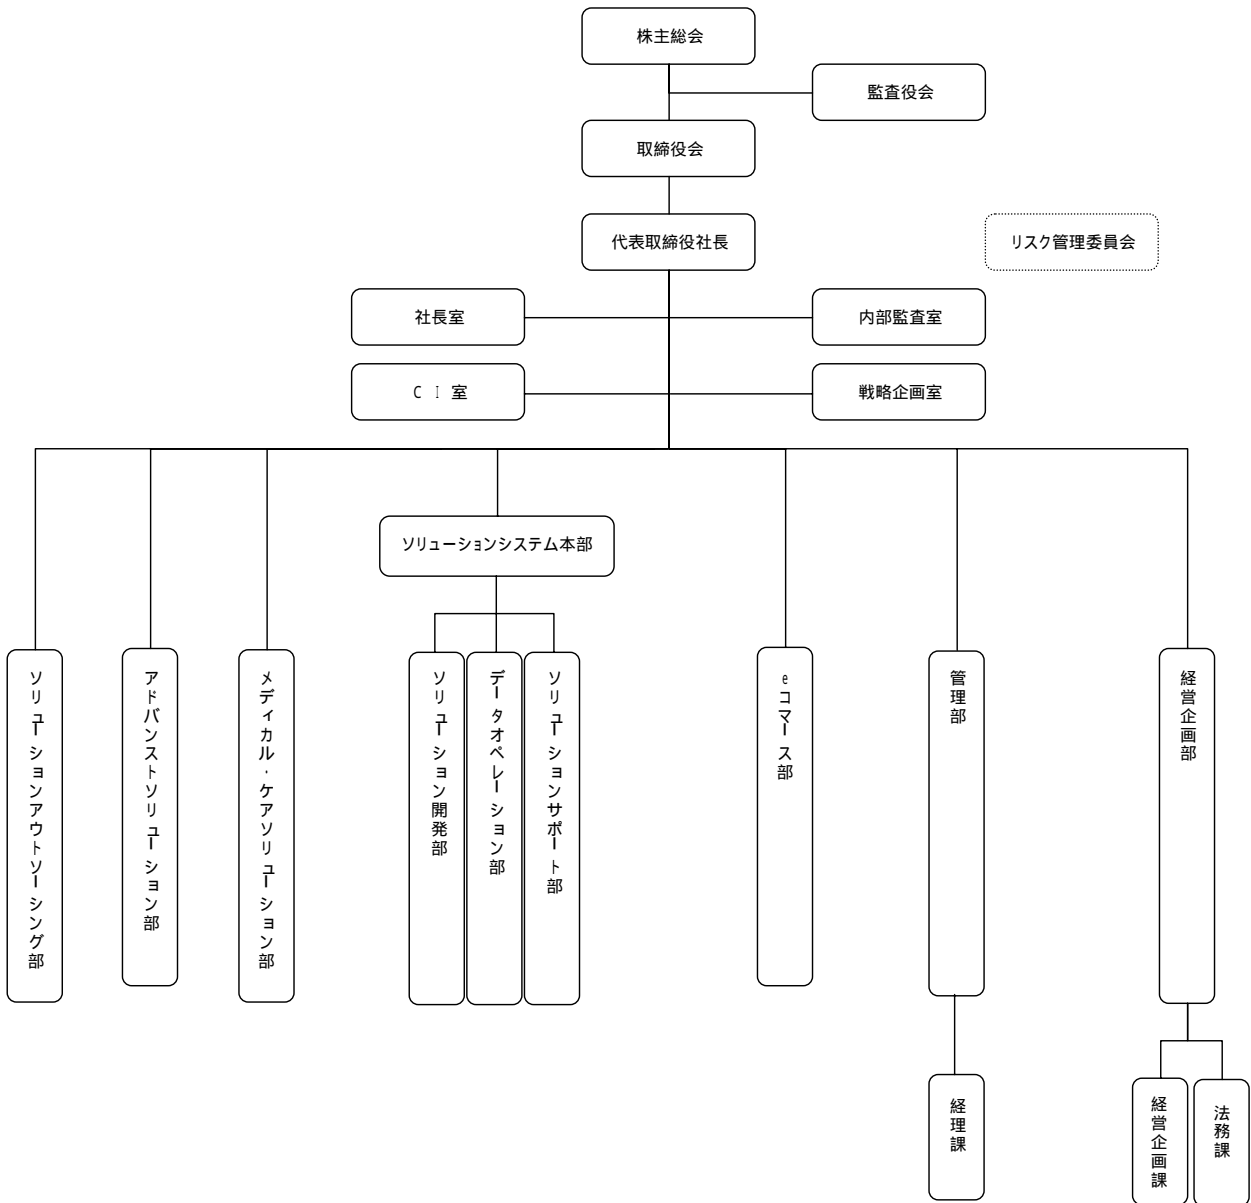 株主総会
監査役会
取締役会
代表取締役社長
リスク管理委員会
社長室
内部監査室
C I 室
戦略企画室
ソリューションシステム本部
ソリューションアウトソーシング部
アドバンストソリューション部
メディカル・ケアソリューション部
ソリューション開発部
データオペレーション部
ソリューションサポート部
eコマース部
管理部
経営企画部
経理課
経営企画課
法務課